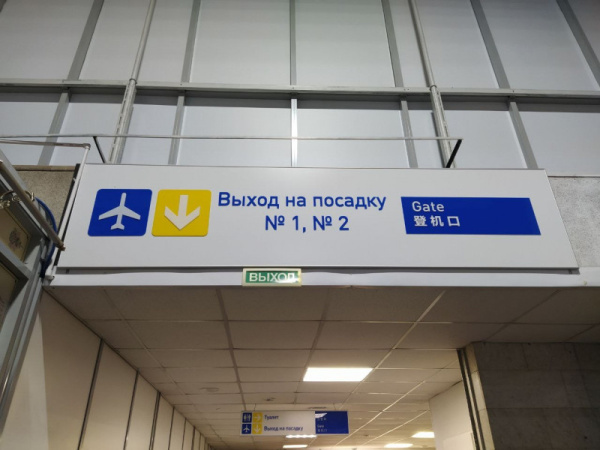 Выход на посадку
№ 1, № 2
Gate
登机口
ВЫХОД
Туалет
Выход на посадку